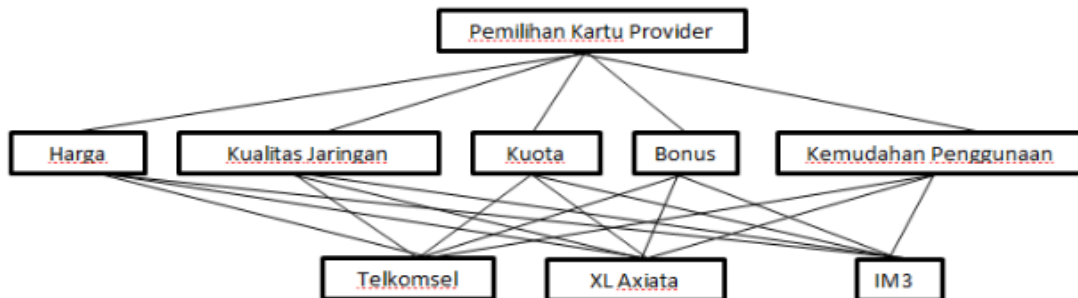 Pemilihan Kartu Provider
Harga
Kualitas Jaringan
Kuota
Bonus
Kemudahan Penggunaan
Telkomsel
XL Axiata
IM3